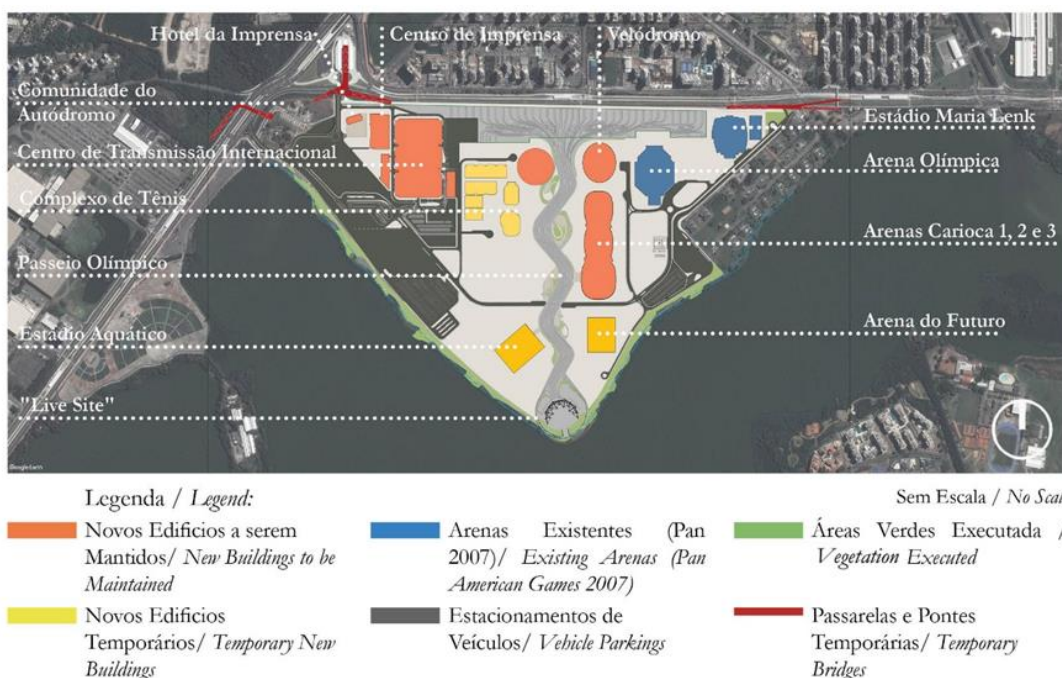 Hotel da Imprensa
Centro de Imprensa
Velódromo
Comunidade do
Autódromo
Estádio Maria Lenk
Centro de Transmissão Internacional
Arena Olímpica
Complexo de Tênis
Arenas Carioca 1, 2 e 3
Passeio Olímpico
Estádio Aquático
Arena do Futuro
"Live Site"
Legenda / Legend:
Sem Escala / No Scal
Novos Edificios a serem
Mantidos/ New Buildings to be
Maintained
Arenas Existentes (Pan
2007)/ Existing Arenas (Pan
American Games 2007)
Áreas Verdes Executada /
Vegetation Executed
Novos Edificios
Temporários/ Temporary New
Buildings
Estacionamentos de
Veículos/ Vehicle Parkings
Passarelas e Pontes
Temporárias/ Temporary
Bridges